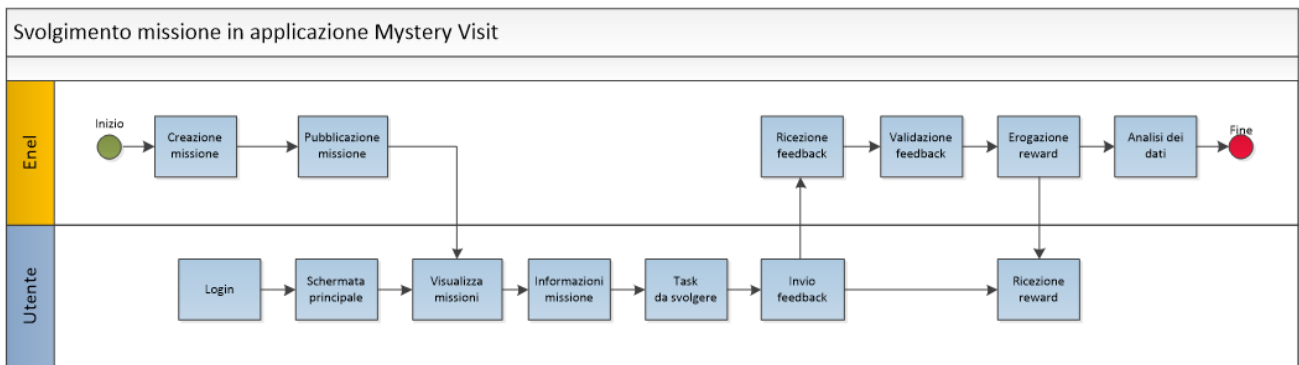 Svolgimento missione in applicazione Mystery Visit
Enel
Inizio
Creazione
missione
Pubblicazione
missione
Ricezione
feedback
Validazione
feedback
Erogazione
reward
Analisi dei
dati
Fine
Utente
Login
Schermata
principale
Visualizza
missioni
Informazioni
missione
Task
da svolgere
Invio
feedback
Ricezione
reward